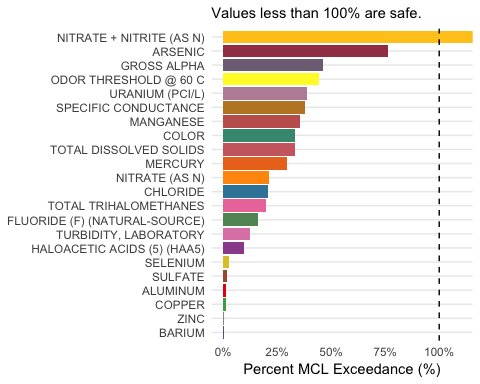 Values less than 100% are safe.
NITRATE + NITRITE (AS N)
ARSENIC
GROSS ALPHA
ODOR THRESHOLD @ 60 C
URANIUM (PCI/L)
SPECIFIC CONDUCTANCE
MANGANESE
COLOR
TOTAL DISSOLVED SOLIDS
MERCURY
NITRATE (AS N)
CHLORIDE
TOTAL TRIHALOMETHANES
FLUORIDE (F) (NATURAL-SOURCE)
TURBIDITY, LABORATORY
HALOACETIC ACIDS (5) (HAA5)
SELENIUM
SULFATE
ALUMINUM
COPPER
ZINC
BARIUM
0% 25% 50% 75% 100%
Percent MCL Exceedance (%)